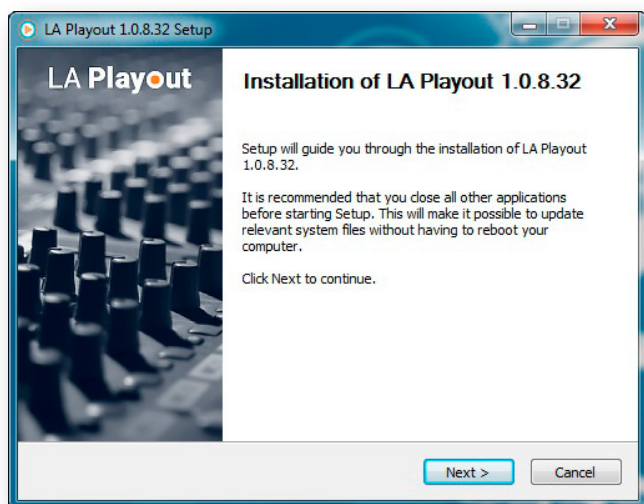 LA Playout 1.0.8.32 Setup
LA Playout
Installation of LA Playout 1.0.8.32
Setup will guide you through the installation of LA Playout
1.0.8.32.
It is recommended that you close all other applications
before starting Setup. This will make it possible to update
relevant system files without having to reboot your
computer.
Click Next to continue.
Next >
Cancel